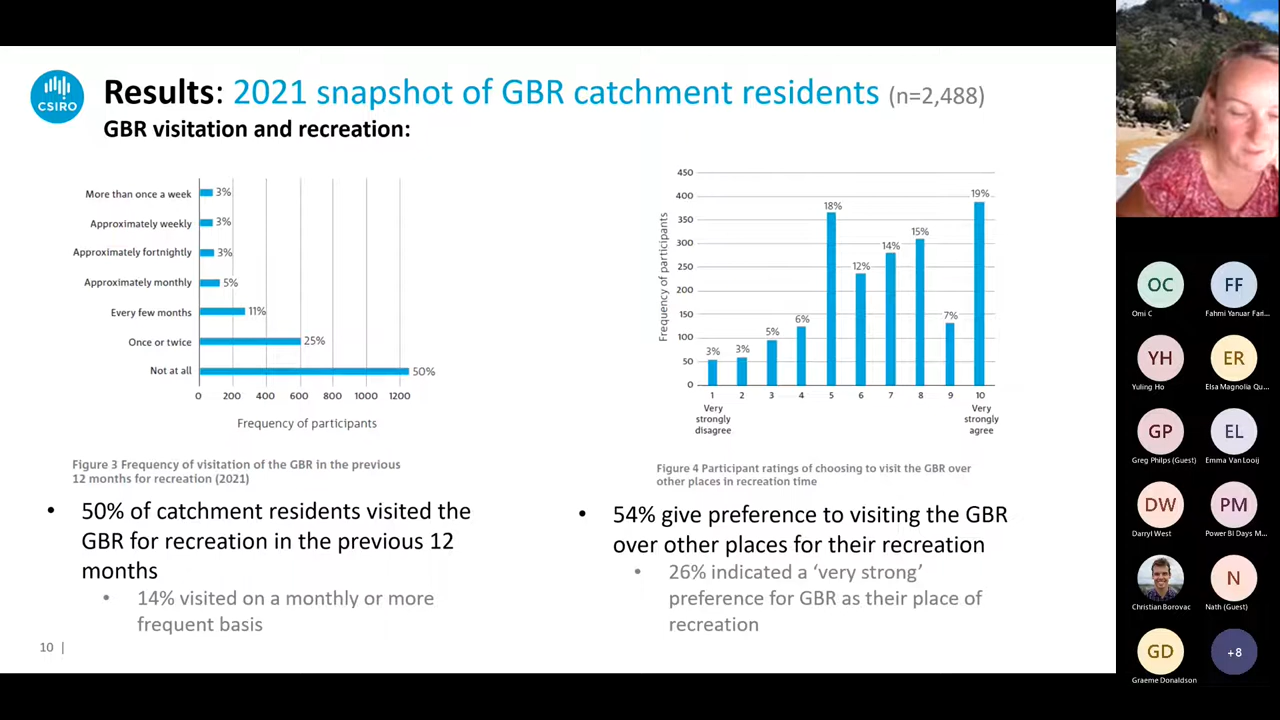 CSIRO
Results: 2021 snapshot of GBR catchment residents (n=2,488)
GBR visitation and recreation:
More than once a week
3%
Approximately weekly
3%
Approximately fortnightly
3%
Approximately monthly
5%
Every few months
11%
Once or twice
25%
Not at all
50%
0 200 400 600 800 1000 1200
Frequency of participants
Figure 3 Frequency of visitation of the GBR in the previous
12 months for recreation (2021)
• 50% of catchment residents visited the
GBR for recreation in the previous 12
months
• 14% visited on a monthly or more
frequent basis
450
400
350
300
250
200
150
100
50
0
Frequency of participants
3% 3% 5% 6% 18% 12% 14% 15% 7% 19%
1 2 3 4 5 6 7 8 9 10
Very
strongly
disagree
Very
strongly
agree
Figure 4 Participant ratings of choosing to visit the GBR over
other places in recreation time
• 54% give preference to visiting the GBR
over other places for their recreation
• 26% indicated a ‘very strong’
preference for GBR as their place of
recreation
10 |
OC FF
Omi C Fahmi Yanuar Fari...
YH ER
Yuling Ho Elsa Magnolia Qu...
GP EL
Greg Philps (Guest) Emma Van Looij
DW PM
Darryl West Power BI Days M...
N
Christian Borovac Nath (Guest)
GD +8
Graeme Donaldson